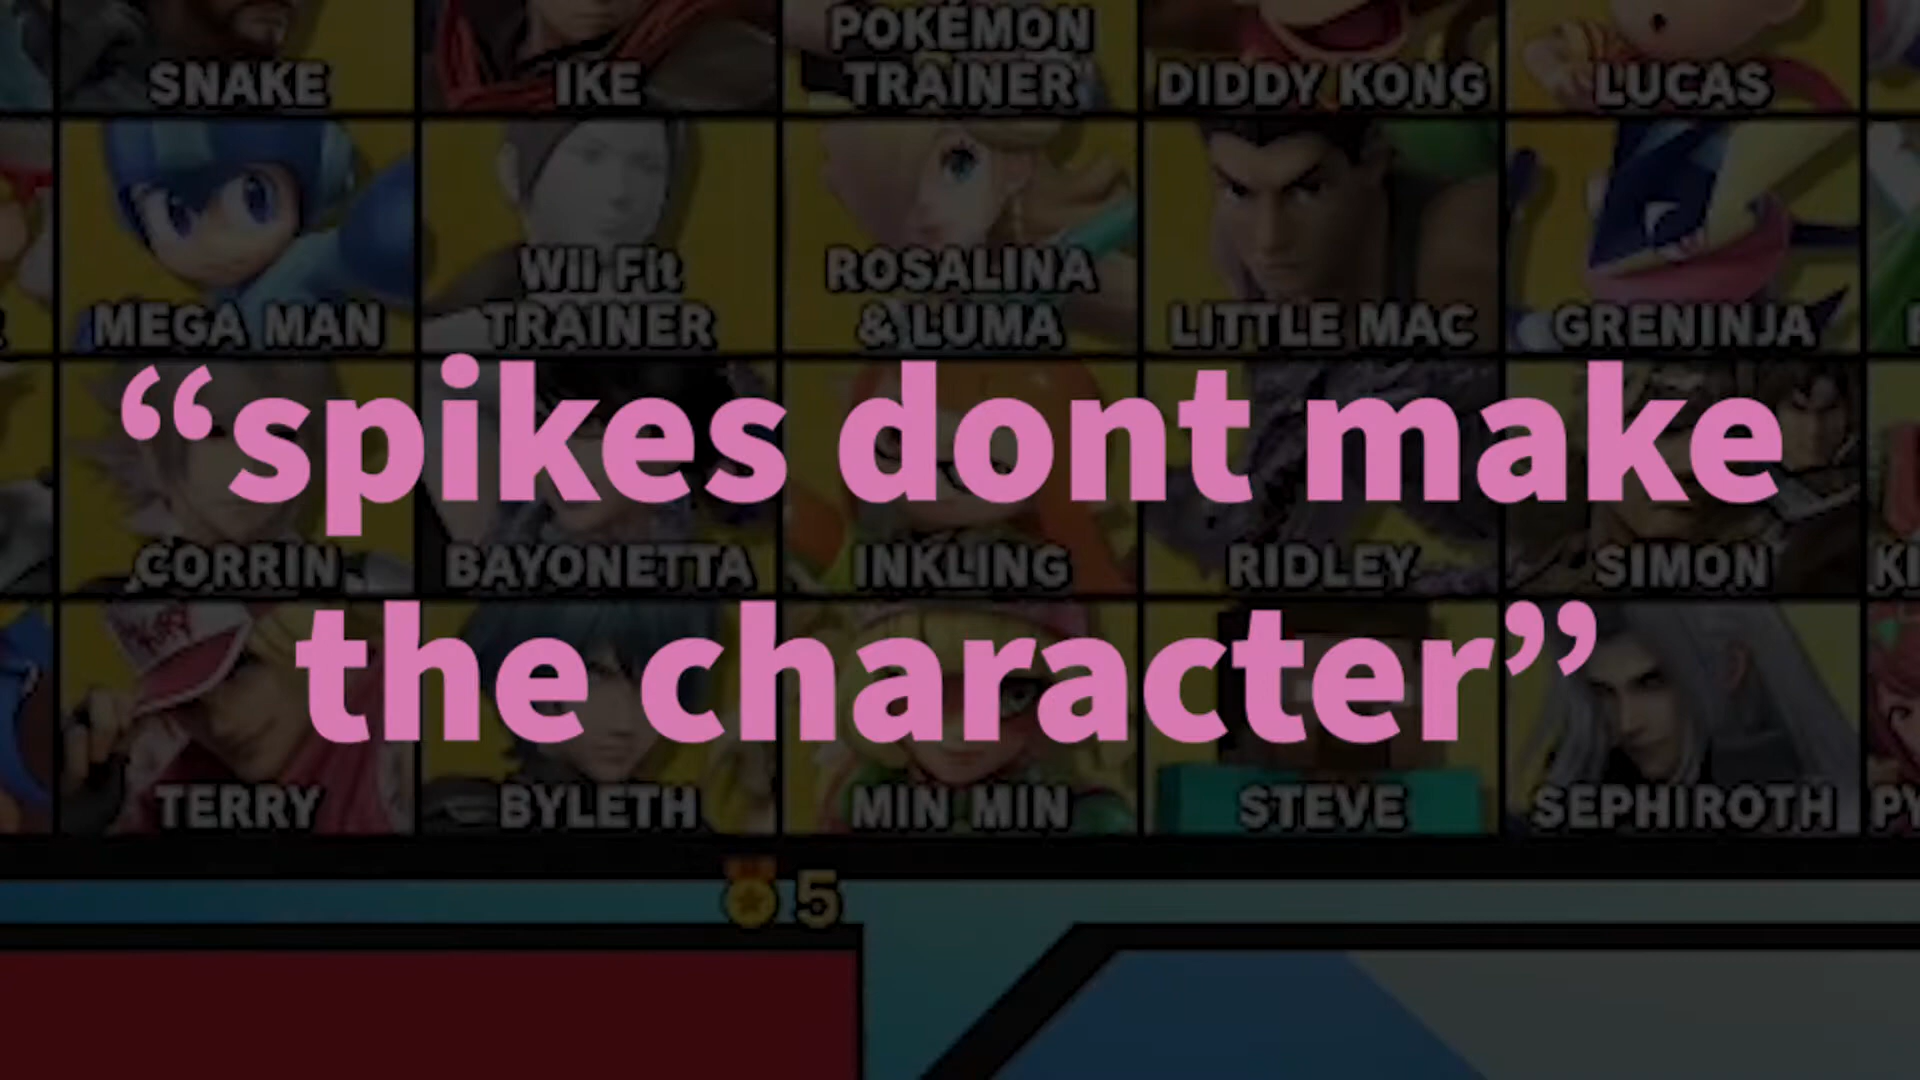 SNAKE
IKE
POKÉMON
TRAINER
DIDDY KONG
LUCAS
MEGA MAN
Wii Fit
TRAINER
ROSALINA
& LUMA
LITTLE MAC
GRENINJA
“spikes dont make
CORRIN
BAYONETTA
INKLING
RIDLEY
SIMON
the character”
TERRY
BYLETH
MIN MIN
STEVE
SEPHIROTH
PY
5